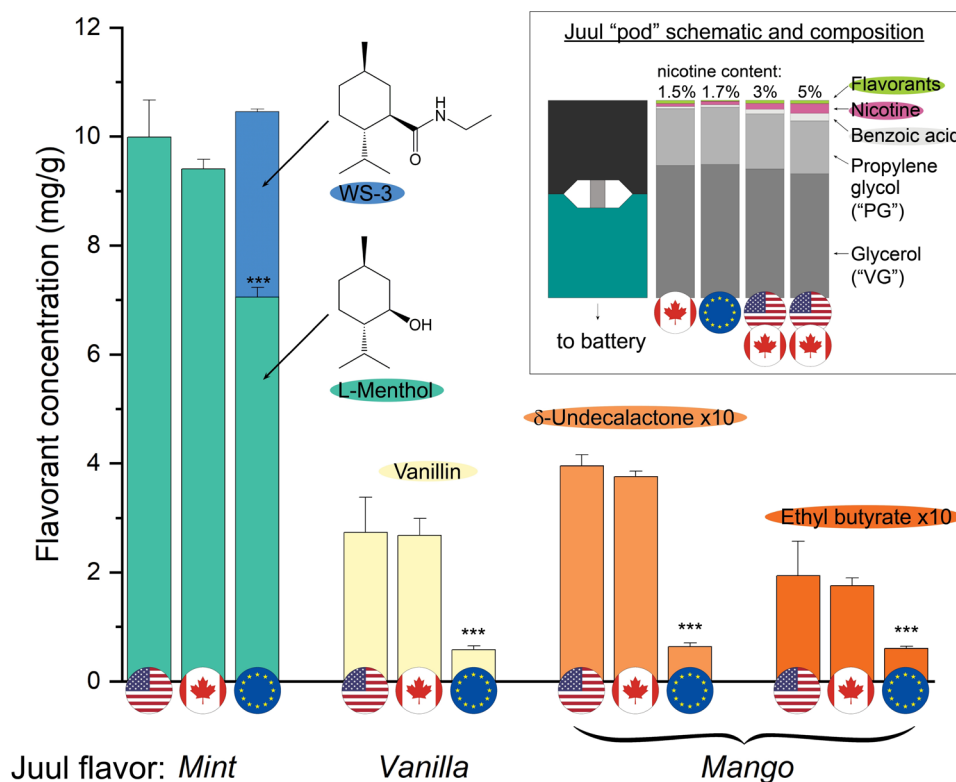 Flavorant concentration (mg/g)
12
10
8
6
4
2
0
H
N
O
WS-3
***
OH
L-Menthol
Vanillin
***
δ-Undecalactone x10
***
Ethyl butyrate x10
***
Juul "pod" schematic and composition
nicotine content:
1.5% 1.7% 3% 5%
Flavorants
Nicotine
Benzoic acid
Propylene
glycol
("PG")
Glycerol
("VG")
to battery
Juul flavor: Mint Vanilla Mango